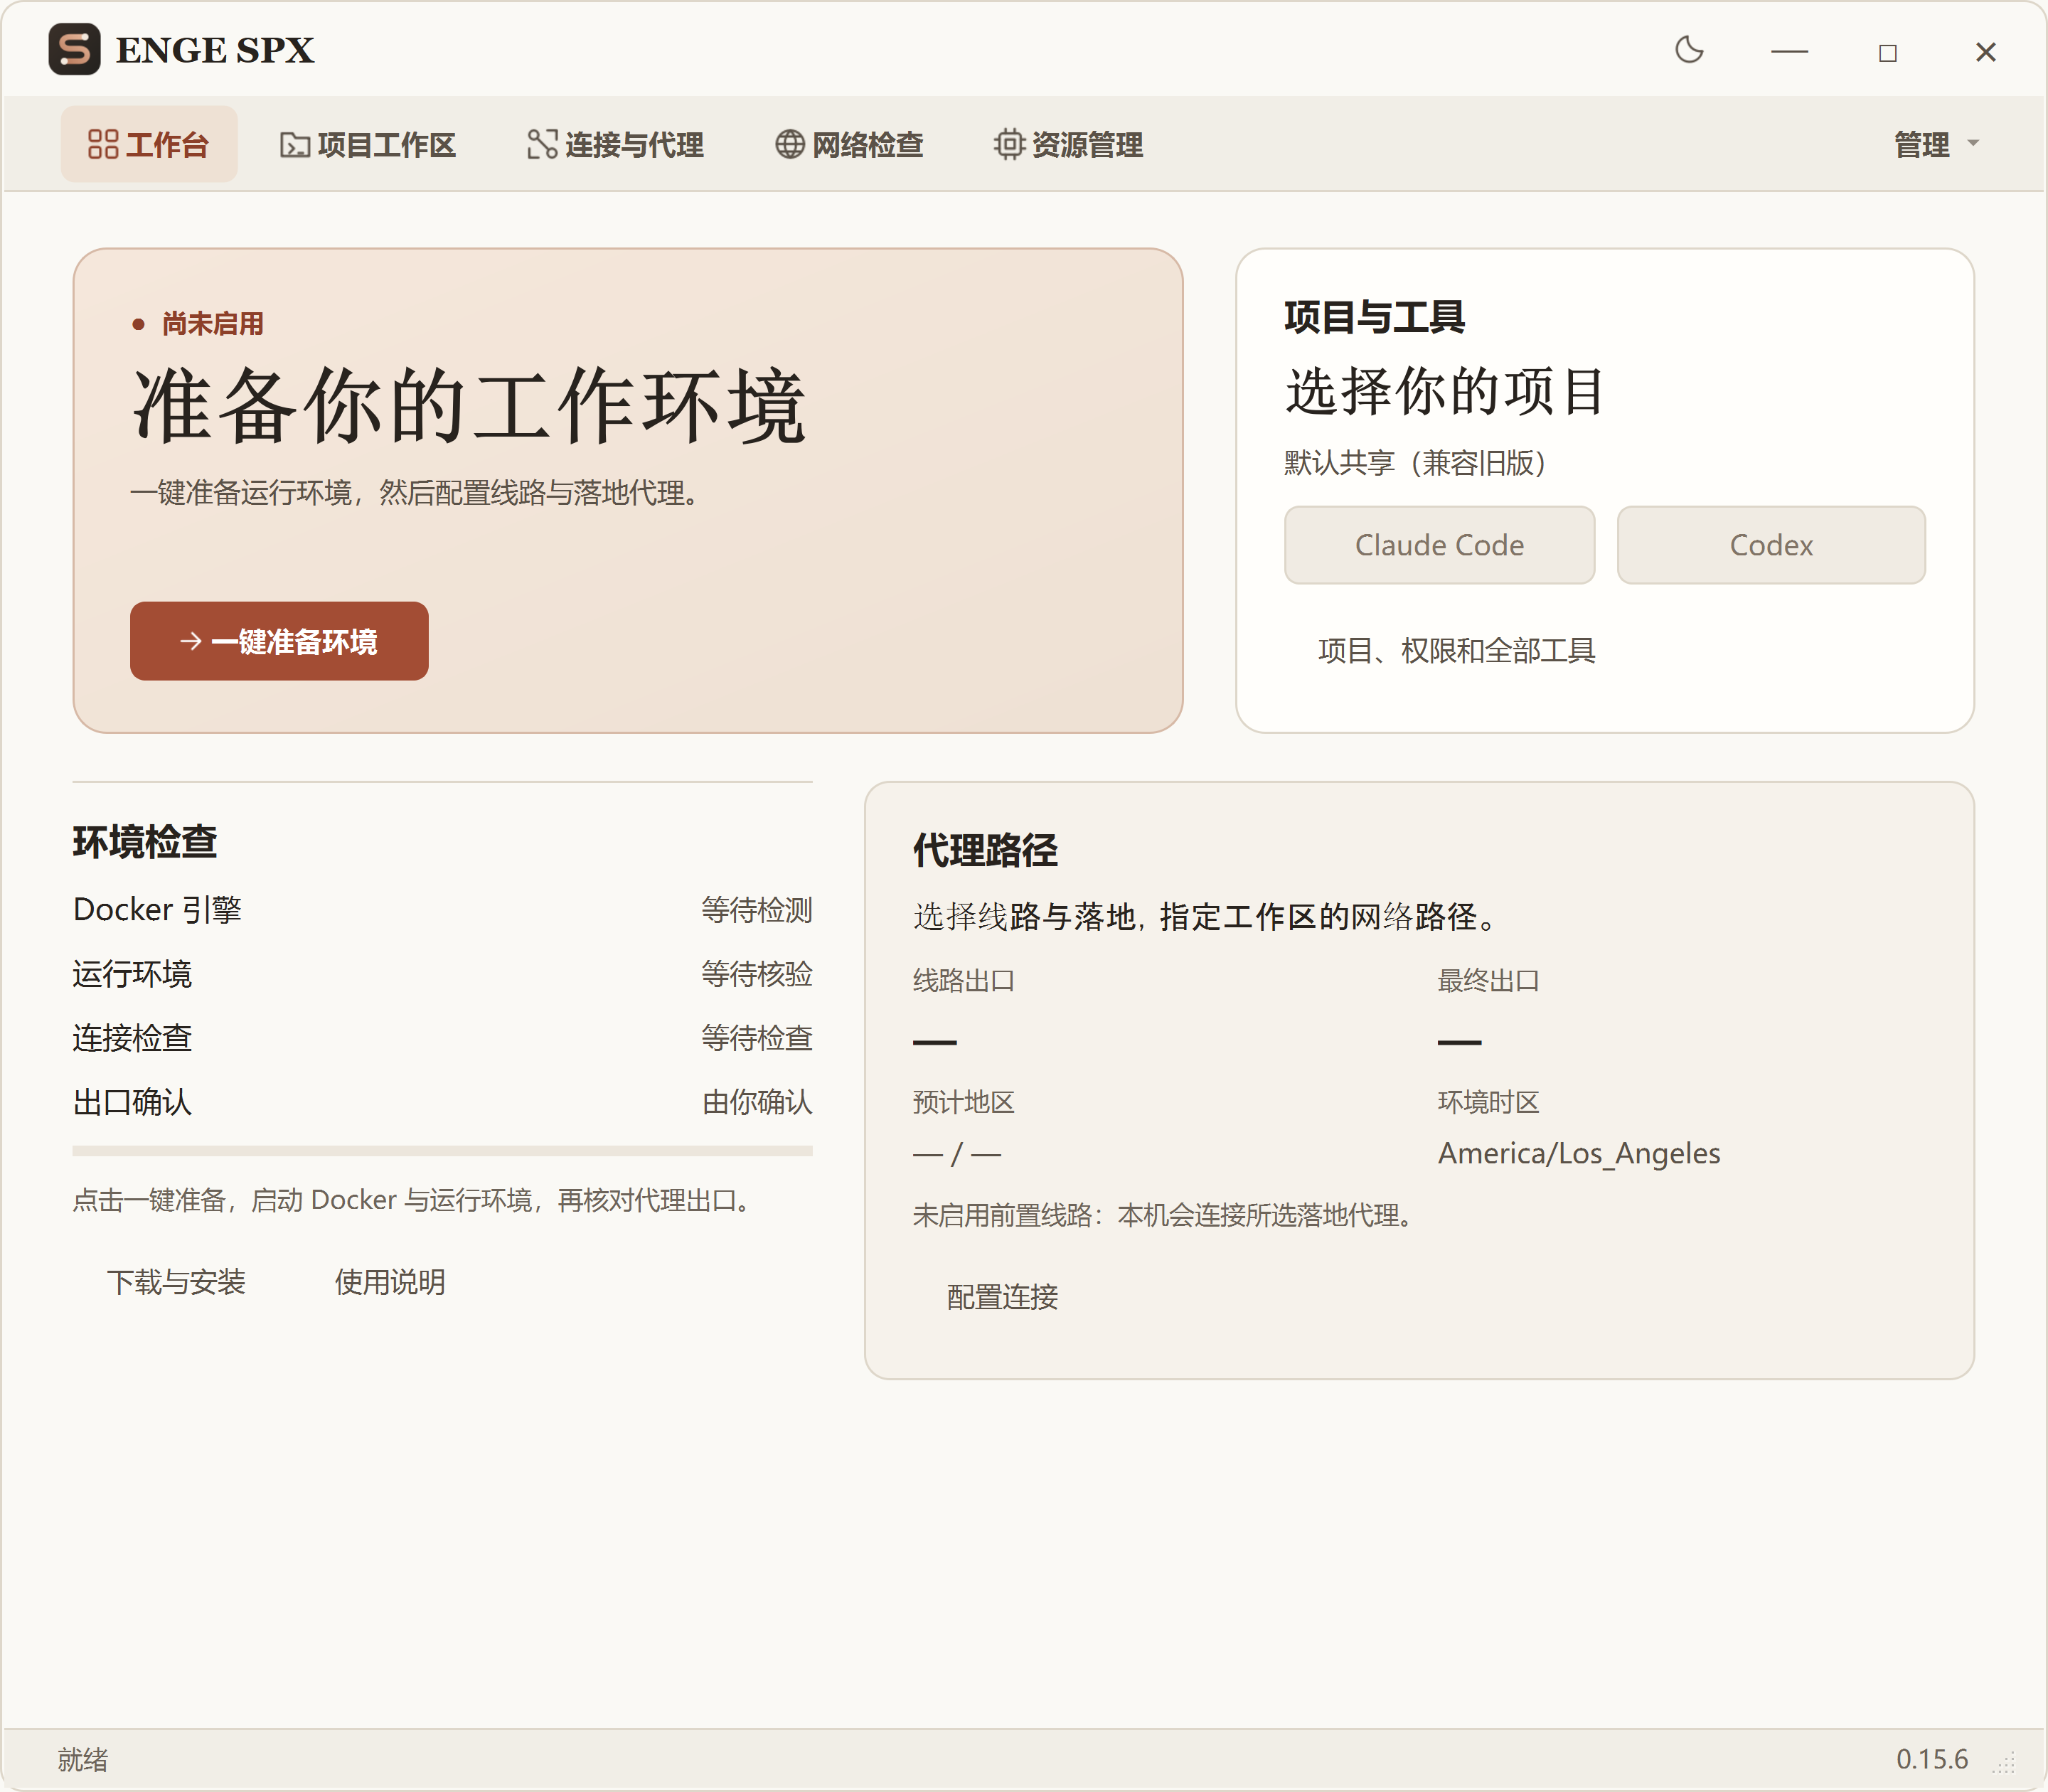 ENGE SPX
工作台
项目工作区
连接与代理
网络检查
资源管理
管理
尚未启用
准备你的工作环境
一键准备运行环境，然后配置线路与落地代理。
→ 一键准备环境
项目与工具
选择你的项目
默认共享（兼容旧版）
Claude Code
Codex
项目、权限和全部工具
环境检查
Docker 引擎
等待检测
运行环境
等待核验
连接检查
等待检查
出口确认
由你确认
点击一键准备，启动 Docker 与运行环境，再核对代理出口。
下载与安装
使用说明
代理路径
选择线路与落地，指定工作区的网络路径。
线路出口
最终出口
—
—
预计地区
环境时区
— / —
America/Los_Angeles
未启用前置线路：本机会连接所选落地代理。
配置连接
就绪
0.15.6